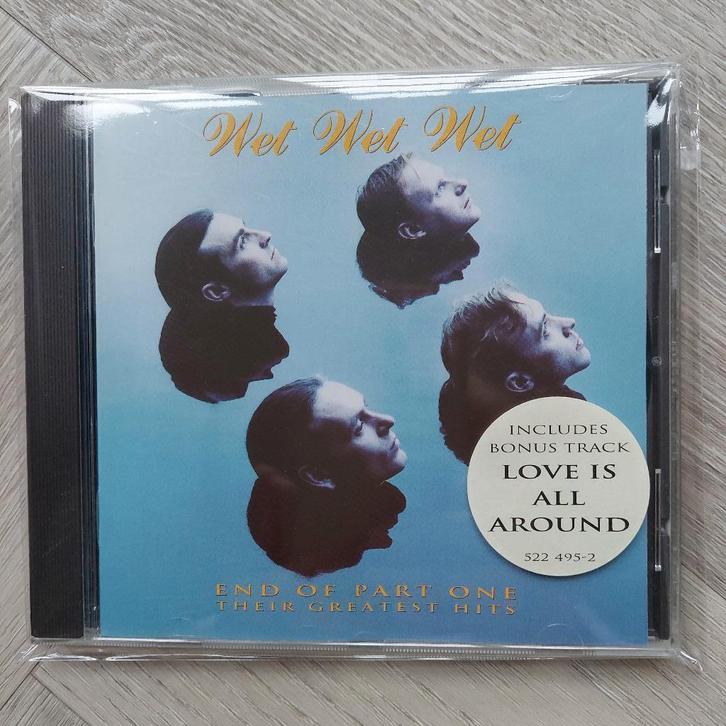 Wet Wet Wet
INCLUDES
BONUS TRACK
LOVE IS
ALL
AROUND
522 495-2
END OF PART ONE
THEIR GREATEST HITS